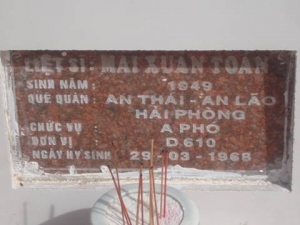 LIỆT SĨ : MAI XUÂN TOÀN
SINH NĂM : 1949
QUÊ QUÁN : AN THÁI - AN LÃO
HẢI PHÒNG
CHỨC VỤ : A PHÓ
ĐƠN VỊ : D.610
NGÀY HY SINH 29-03-1968